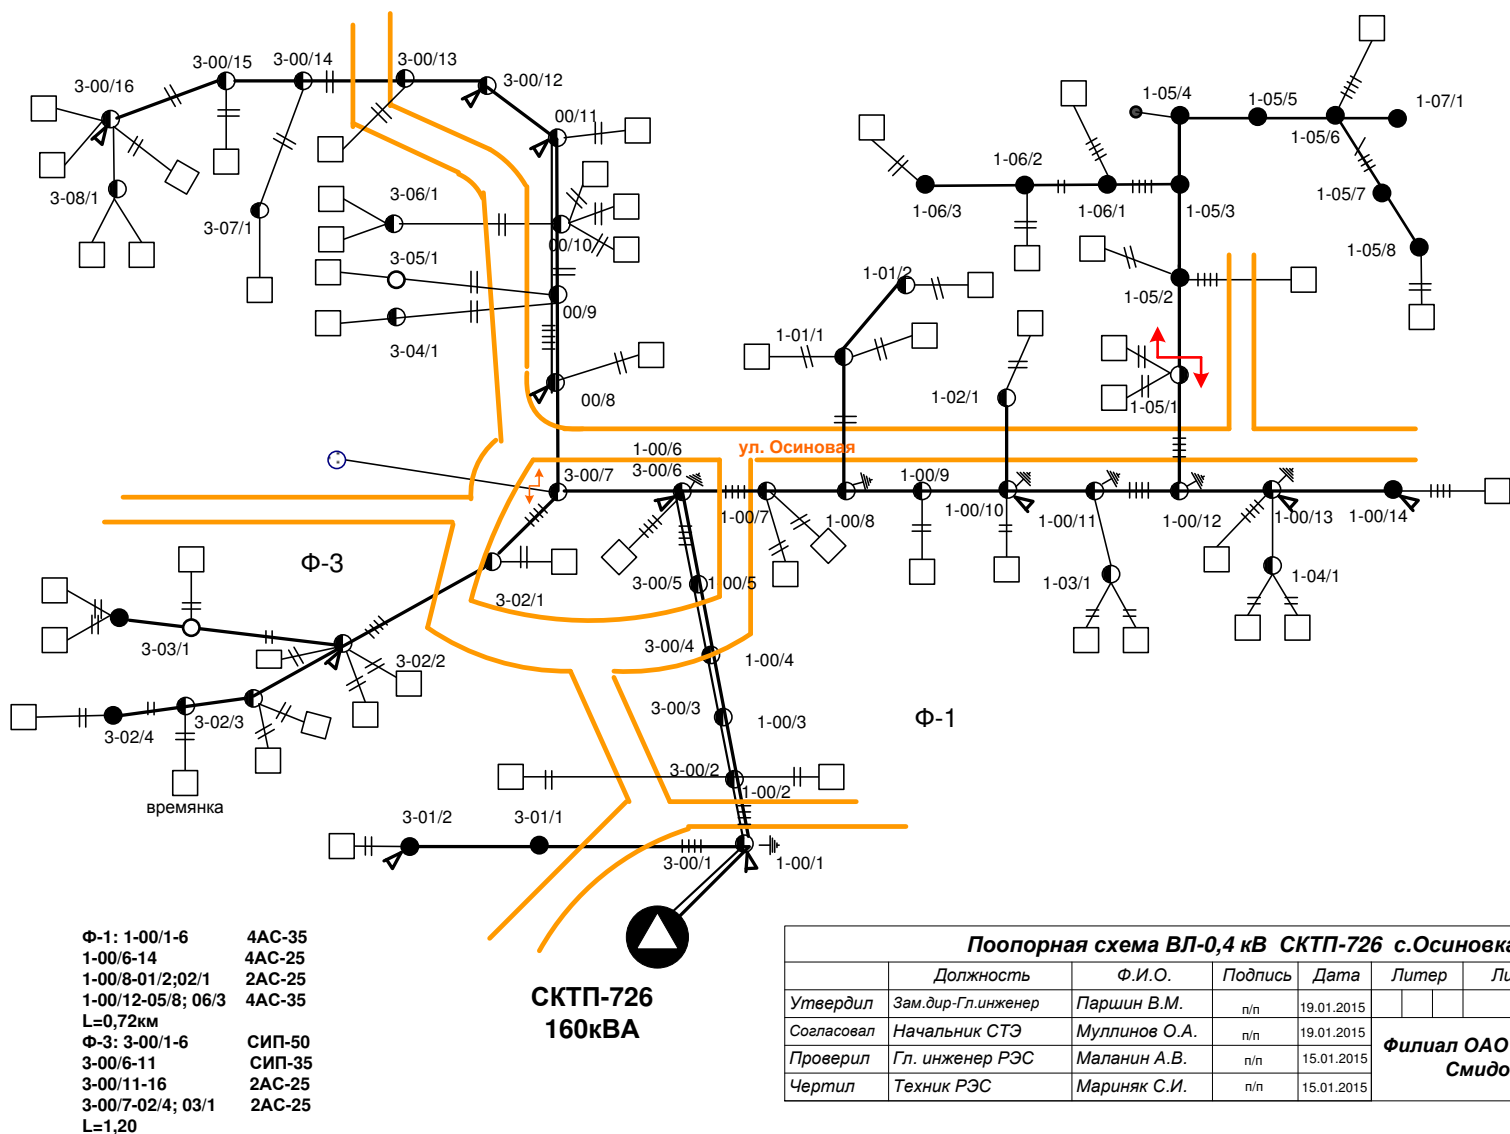 3-00/15
3-00/14
3-00/13
3-00/12
3-00/16
00/11
1-05/4
1-05/5
1-07/1
1-05/6
1-06/2
3-08/1
3-07/1
3-06/1
00/10
1-06/3
1-06/1
1-05/3
1-05/7
1-05/8
3-05/1
1-01/2
1-05/2
00/9
3-04/1
1-01/1
00/8
1-02/1
1-05/1
ул. Осиновая
1-00/6
3-00/6
3-00/7
1-00/7
1-00/8
1-00/9
1-00/10
1-00/11
1-00/12
1-00/13
1-00/14
Ф-3
3-02/1
3-00/5
1-00/5
1-03/1
1-04/1
3-03/1
3-02/2
3-00/4
1-00/4
3-02/4
3-02/3
3-00/3
1-00/3
Ф-1
3-00/2
1-00/2
времянка
3-01/2
3-01/1
3-00/1
1-00/1
СКТП-726
160кВА
Ф-1: 1-00/1-6 4АС-35
1-00/6-14 4АС-25
1-00/8-01/2;02/1 2АС-25
1-00/12-05/8; 06/3 4АС-35
L=0,72км
Ф-3: 3-00/1-6 СИП-50
3-00/6-11 СИП-35
3-00/11-16 2АС-25
3-00/7-02/4; 03/1 2АС-25
L=1,20
Поопорная схема ВЛ-0,4 кВ СКТП-726 с.Осиновка
Должность Ф.И.О. Подпись Дата Литер Ли
Утвердил Зам.дир-Гл.инженер Паршин В.М. п/п 19.01.2015
Согласовал Начальник СТЭ Муллинов О.А. п/п 19.01.2015
Проверил Гл. инженер РЭС Маланин А.В. п/п 15.01.2015
Чертил Техник РЭС Мариняк С.И. п/п 15.01.2015
Филиал ОАО
Смидо